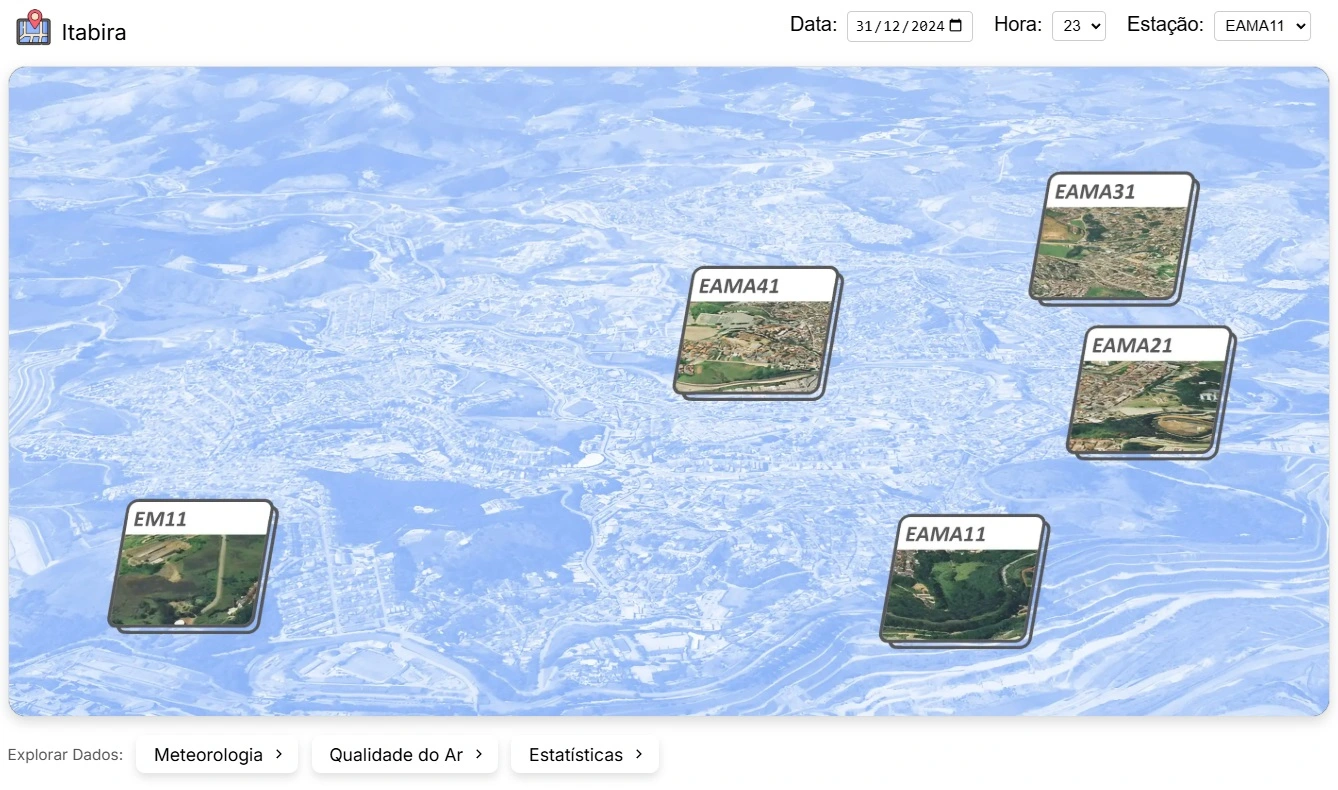 Itabira
Data: 31/12/2024 Hora: 23 Estação: EAMA11
EAMA31
EAMA41
EAMA21
EM11
EAMA11
Explorar Dados: Meteorologia Qualidade do Ar Estatísticas